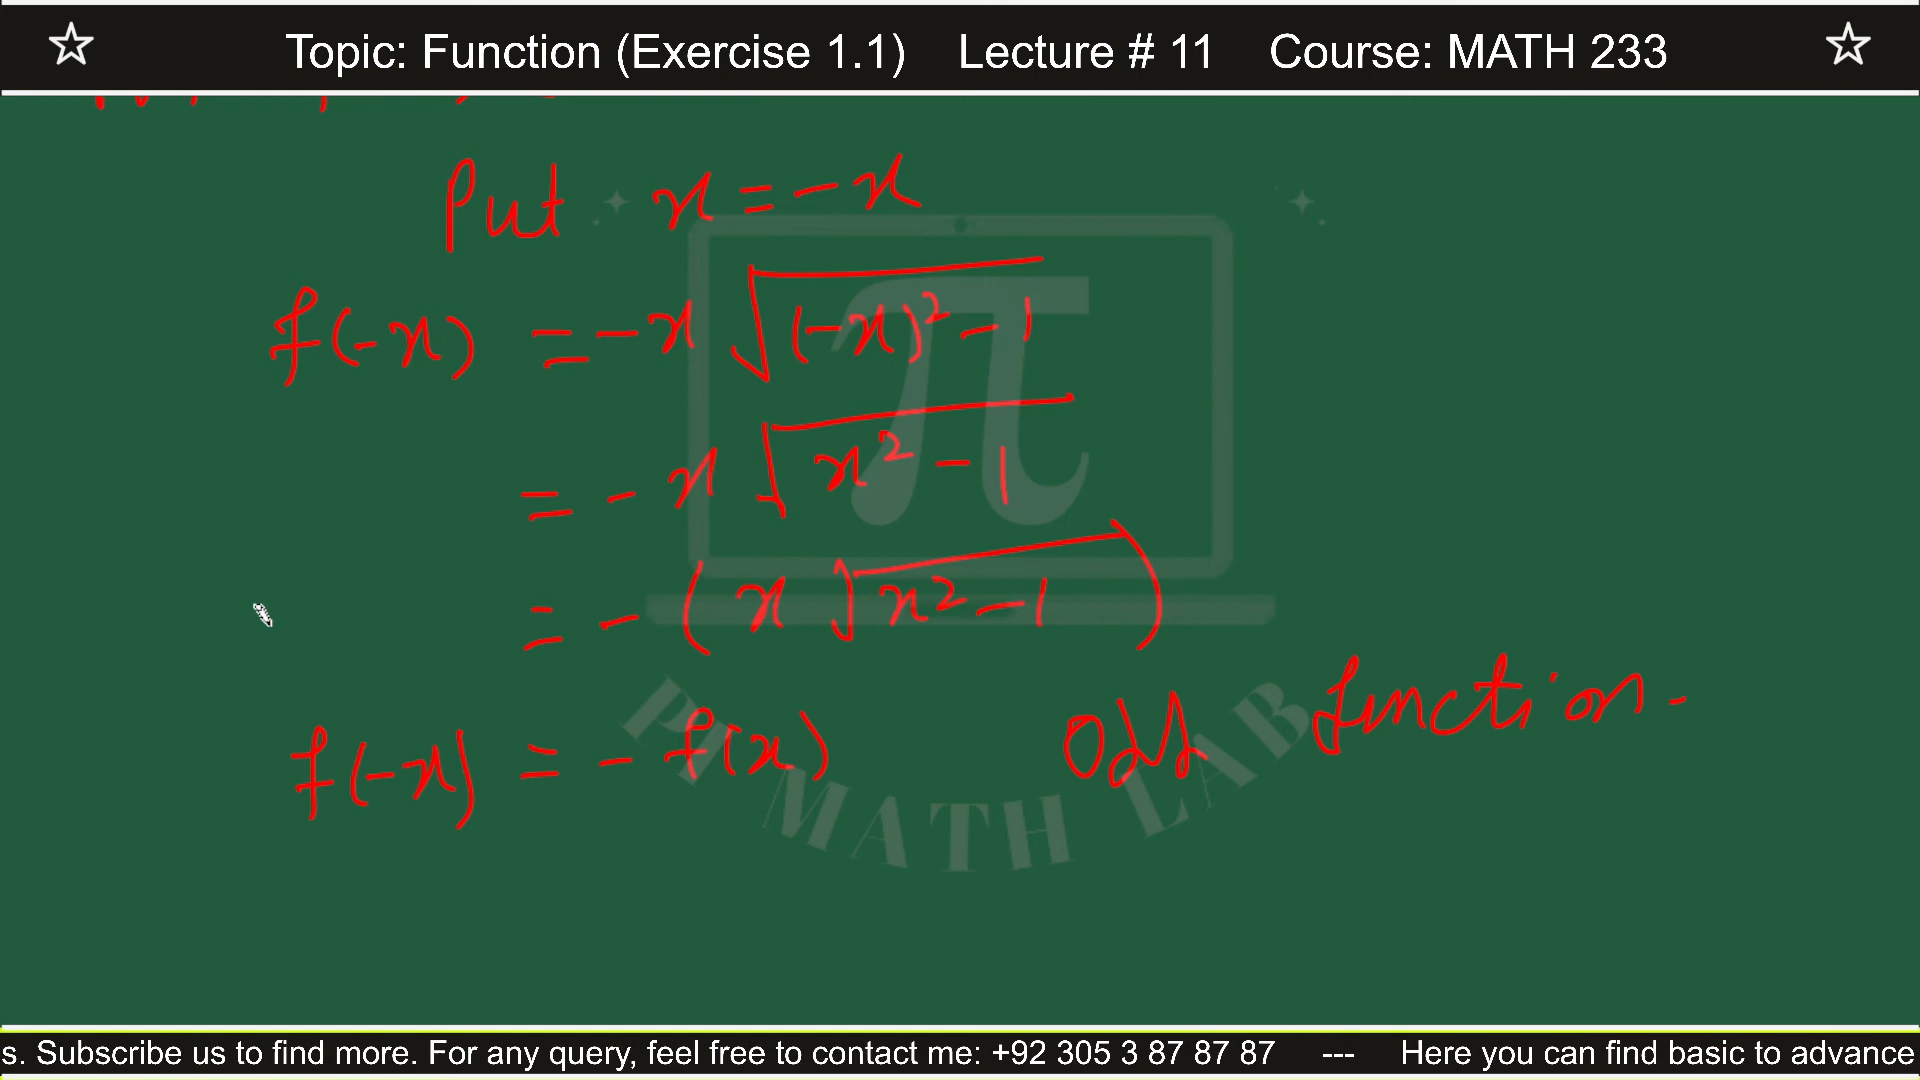 ☆ Topic: Function (Exercise 1.1) Lecture # 11 Course: MATH 233 ☆
Put x = -x
f(-x) = -x √((-x)² - 1)
= -x √(x² - 1)
= - (x √(x² - 1))
f(-x) = - f(x) Odd function.
π
PI MATH LAB
s. Subscribe us to find more. For any query, feel free to contact me: +92 305 3 87 87 87 --- Here you can find basic to advance